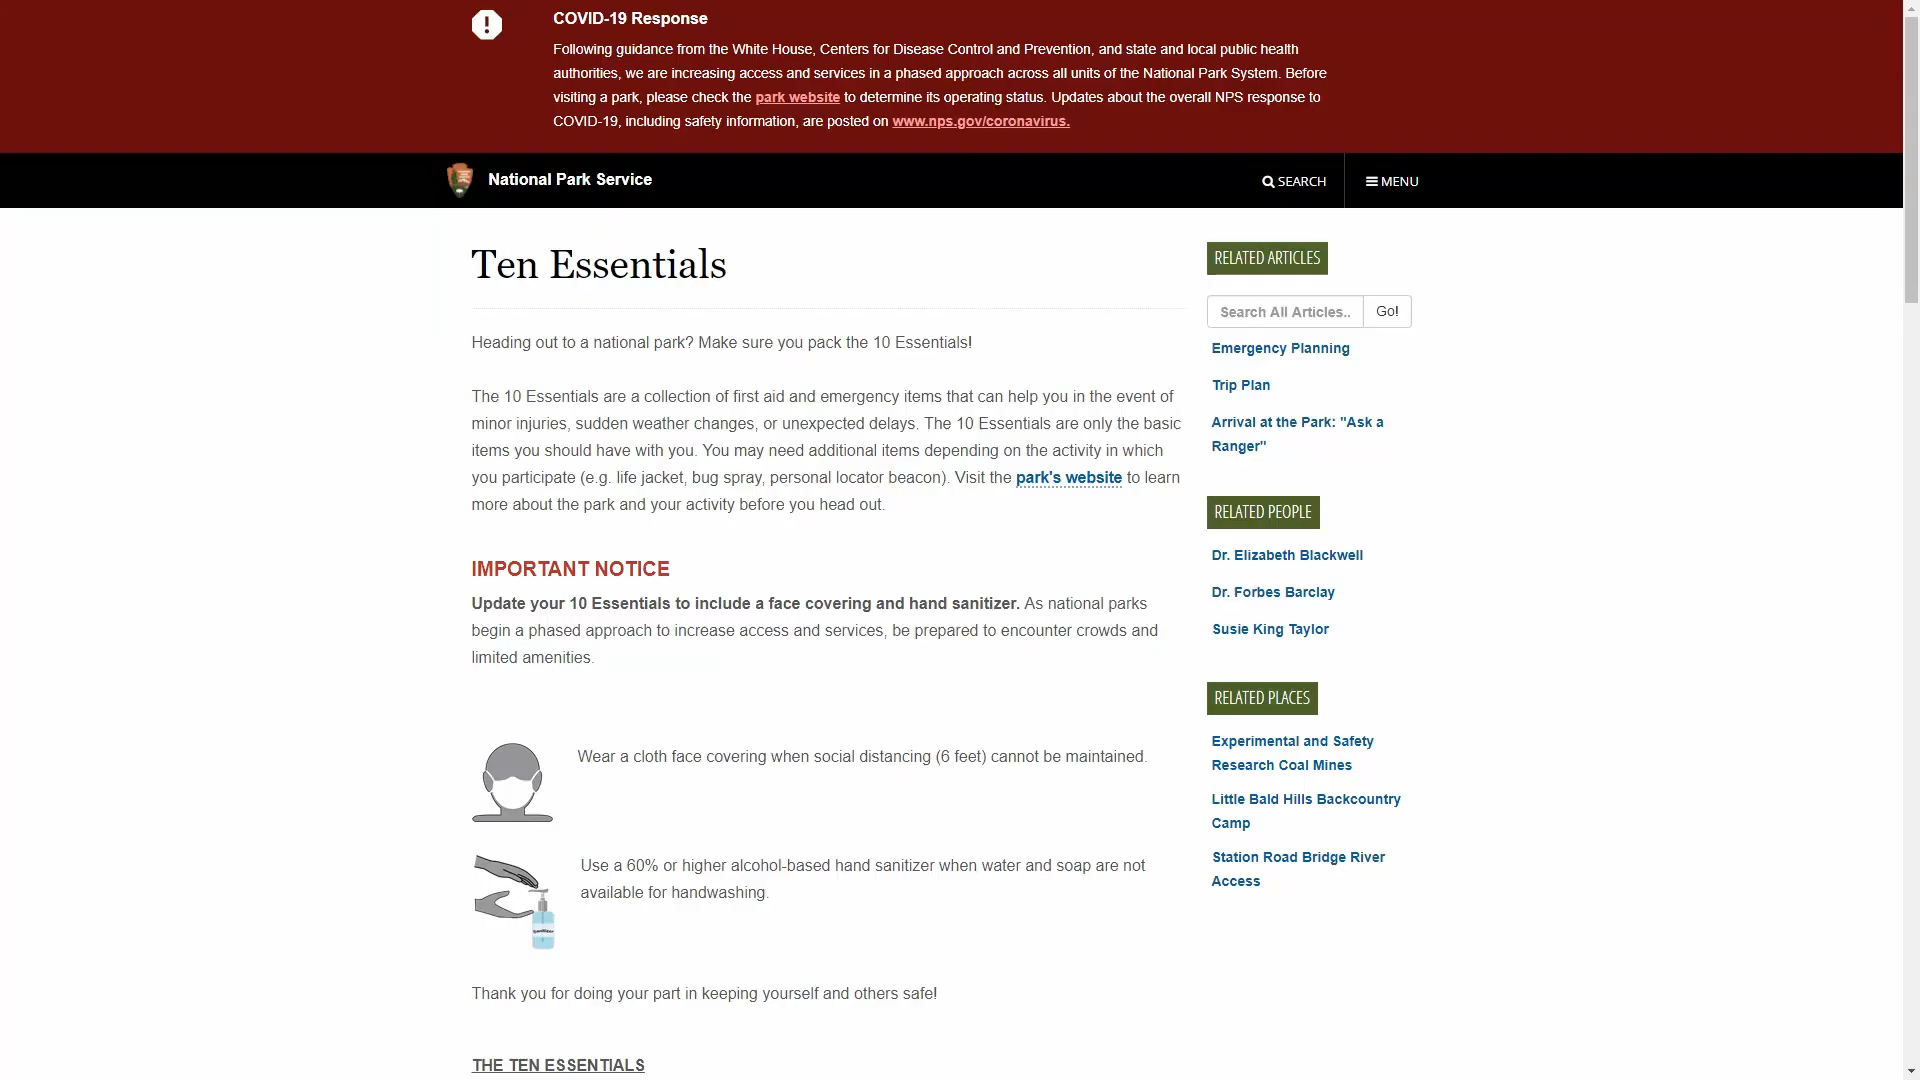 COVID-19 Response
Following guidance from the White House, Centers for Disease Control and Prevention, and state and local public health
authorities, we are increasing access and services in a phased approach across all units of the National Park System. Before
visiting a park, please check the park website to determine its operating status. Updates about the overall NPS response to
COVID-19, including safety information, are posted on www.nps.gov/coronavirus.
National Park Service
SEARCH
MENU
Ten Essentials
Heading out to a national park? Make sure you pack the 10 Essentials!
The 10 Essentials are a collection of first aid and emergency items that can help you in the event of
minor injuries, sudden weather changes, or unexpected delays. The 10 Essentials are only the basic
items you should have with you. You may need additional items depending on the activity in which
you participate (e.g. life jacket, bug spray, personal locator beacon). Visit the park's website to learn
more about the park and your activity before you head out.
IMPORTANT NOTICE
Update your 10 Essentials to include a face covering and hand sanitizer. As national parks
begin a phased approach to increase access and services, be prepared to encounter crowds and
limited amenities.
Wear a cloth face covering when social distancing (6 feet) cannot be maintained.
Use a 60% or higher alcohol-based hand sanitizer when water and soap are not
available for handwashing.
Thank you for doing your part in keeping yourself and others safe!
THE TEN ESSENTIALS
RELATED ARTICLES
Search All Articles..
Go!
Emergency Planning
Trip Plan
Arrival at the Park: "Ask a
Ranger"
RELATED PEOPLE
Dr. Elizabeth Blackwell
Dr. Forbes Barclay
Susie King Taylor
RELATED PLACES
Experimental and Safety
Research Coal Mines
Little Bald Hills Backcountry
Camp
Station Road Bridge River
Access